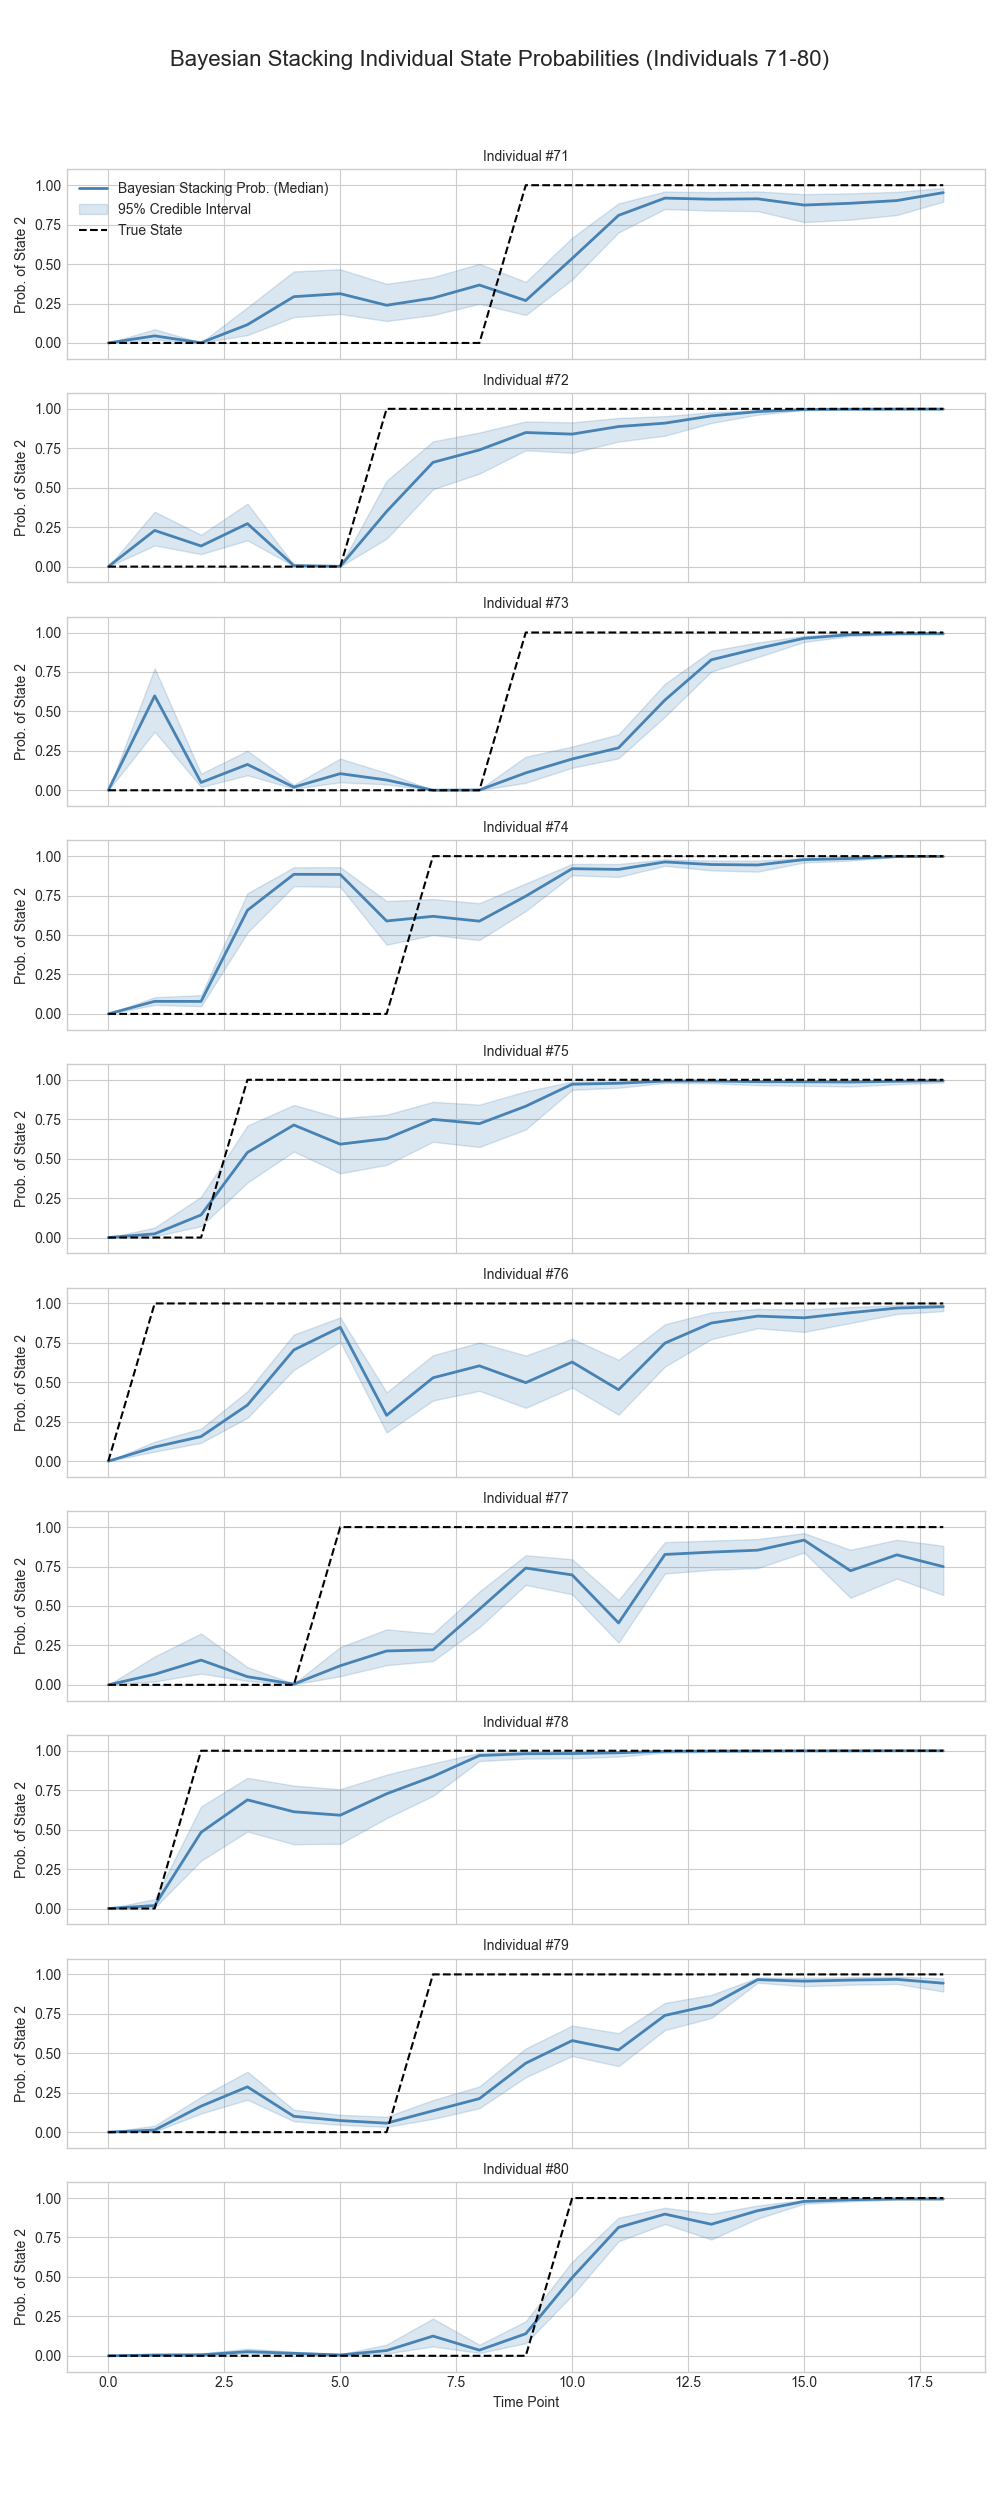 Bayesian Stacking Individual State Probabilities (Individuals 71-80)
Individual #71
Bayesian Stacking Prob. (Median)
95% Credible Interval
True State
Prob. of State 2
1.00
0.75
0.50
0.25
0.00
Individual #72
Prob. of State 2
1.00
0.75
0.50
0.25
0.00
Individual #73
Prob. of State 2
1.00
0.75
0.50
0.25
0.00
Individual #74
Prob. of State 2
1.00
0.75
0.50
0.25
0.00
Individual #75
Prob. of State 2
1.00
0.75
0.50
0.25
0.00
Individual #76
Prob. of State 2
1.00
0.75
0.50
0.25
0.00
Individual #77
Prob. of State 2
1.00
0.75
0.50
0.25
0.00
Individual #78
Prob. of State 2
1.00
0.75
0.50
0.25
0.00
Individual #79
Prob. of State 2
1.00
0.75
0.50
0.25
0.00
Individual #80
Prob. of State 2
1.00
0.75
0.50
0.25
0.00
0.0 2.5 5.0 7.5 10.0 12.5 15.0 17.5
Time Point